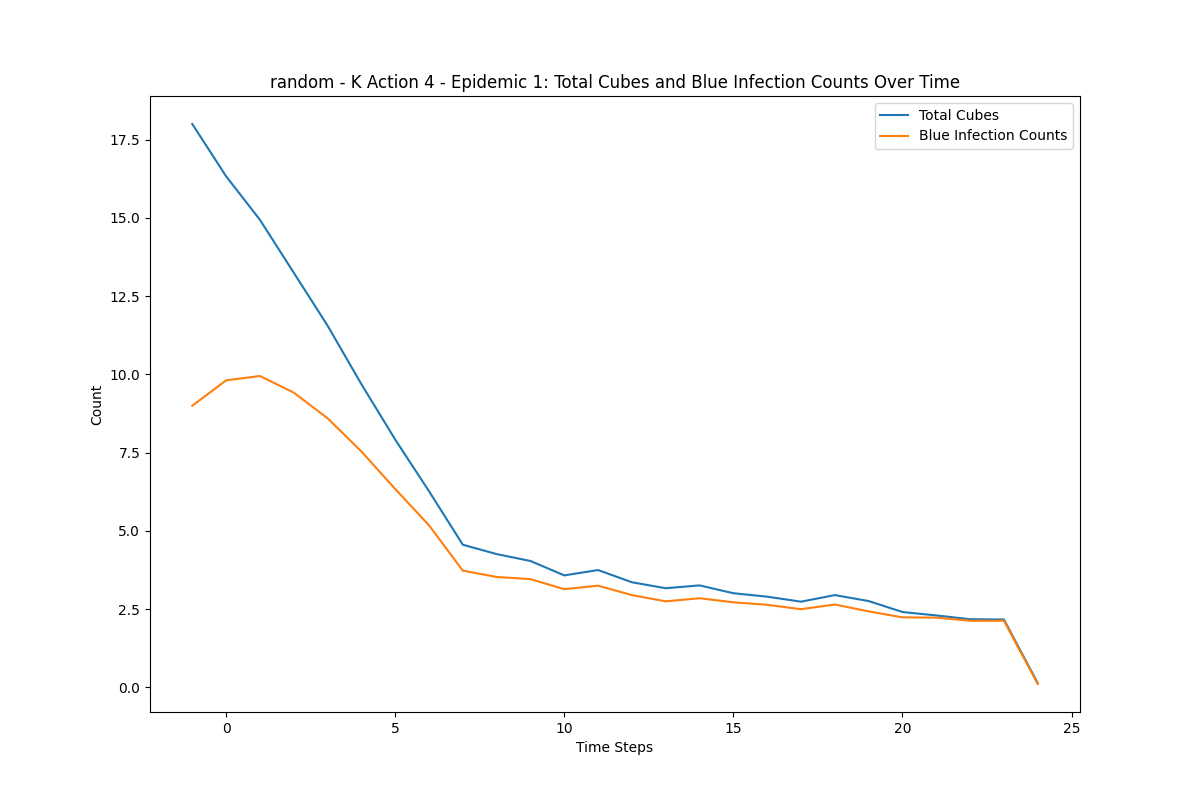 random - K Action 4 - Epidemic 1: Total Cubes and Blue Infection Counts Over Time
Total Cubes
Blue Infection Counts
17.5
15.0
12.5
10.0
7.5
5.0
2.5
0.0
Count
0 5 10 15 20 25
Time Steps